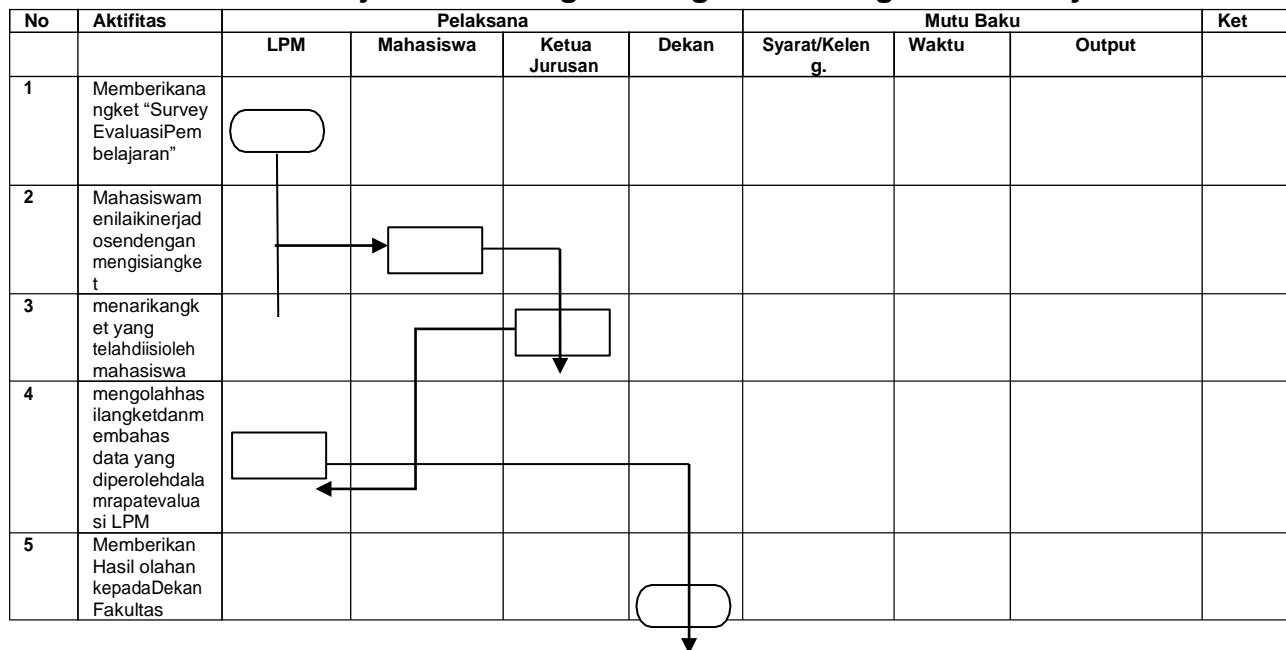 No Aktifitas Pelaksana Mutu Baku Ket
LPM Mahasiswa Ketua Dekan Syarat/Kelen Waktu Output
Jurusan g.
1 Memberikana
ngket “Survey
EvaluasiPem
belajaran”
2 Mahasiswam
enilaikinerjad
osendengan
mengisiangke
t
3 menarikangk
et yang
telahdiisioleh
mahasiswa
4 mengolahhas
ilangketdanm
embahas
data yang
diperolehdala
mrapatevalua
si LPM
5 Memberikan
Hasil olahan
kepadaDekan
Fakultas